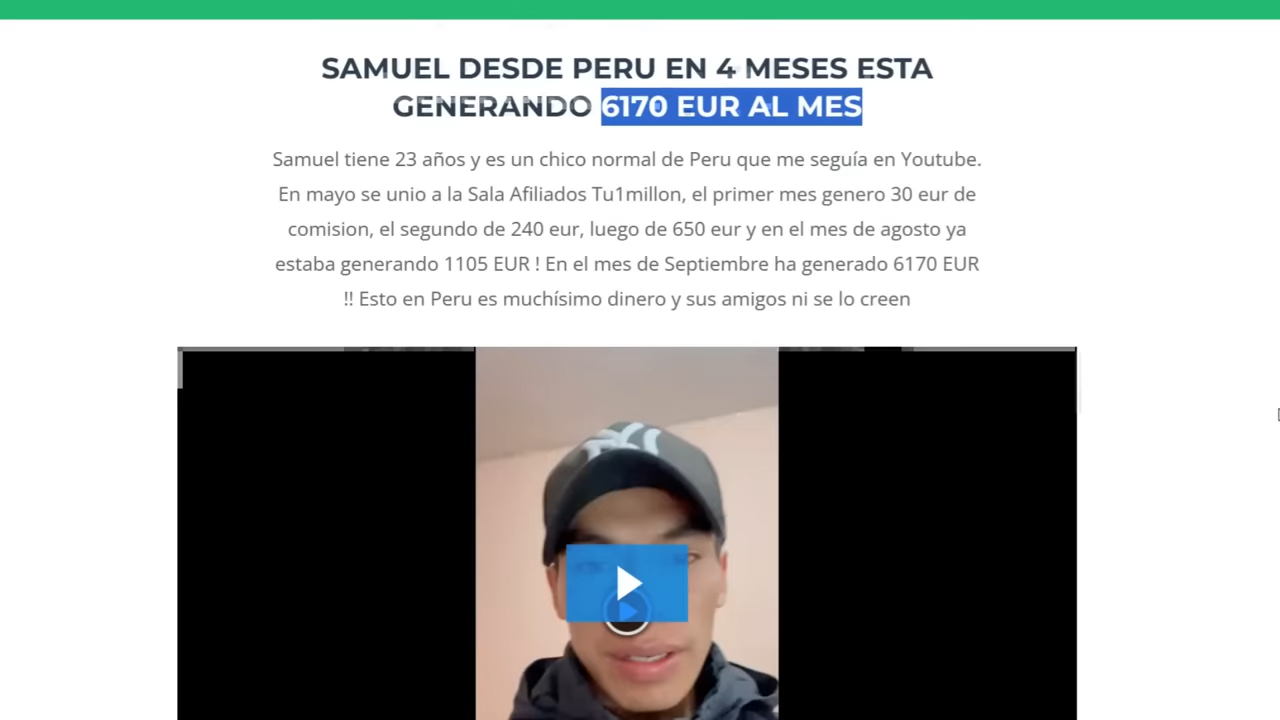 SAMUEL DESDE PERU EN 4 MESES ESTA
GENERANDO 6170 EUR AL MES
Samuel tiene 23 años y es un chico normal de Peru que me seguía en Youtube.
En mayo se unio a la Sala Afiliados Tu1millon, el primer mes genero 30 eur de
comision, el segundo de 240 eur, luego de 650 eur y en el mes de agosto ya
estaba generando 1105 EUR ! En el mes de Septiembre ha generado 6170 EUR
!! Esto en Peru es muchísimo dinero y sus amigos ni se lo creen